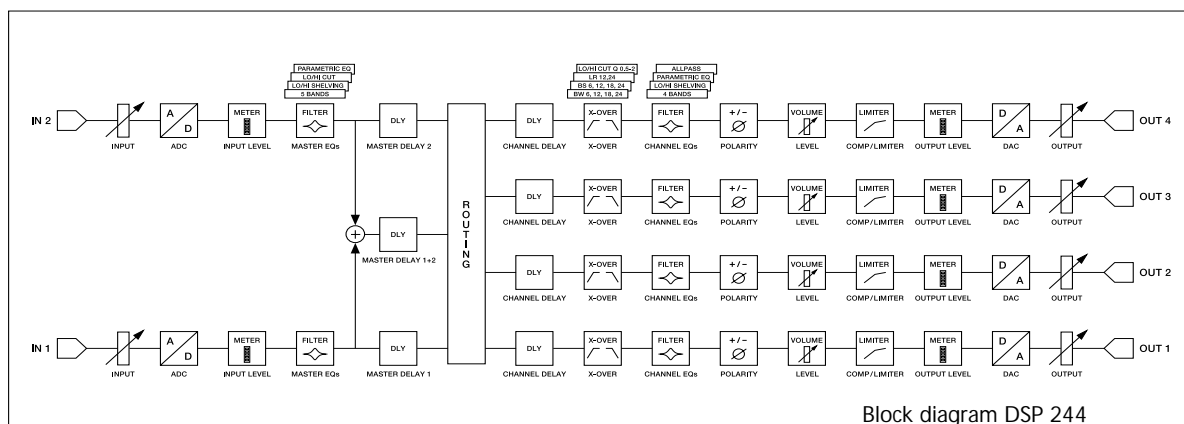 PARAMETRIC EQ
LO/HI CUT
LO/HI SHELVING
5 BANDS
LO/HI CUT Q 0.5-2
LR 12,24
BS 6, 12, 18, 24
BW 6, 12, 18, 24
ALLPASS
PARAMETRIC EQ
LO/HI SHELVING
4 BANDS
IN 2
A
D
METER
FILTER
DLY
DLY
X-OVER
FILTER
+/-
VOLUME
LIMITER
METER
D
A
OUT 4
INPUT
ADC
INPUT LEVEL
MASTER EQs
MASTER DELAY 2
CHANNEL DELAY
X-OVER
CHANNEL EQs
POLARITY
LEVEL
COMP/LIMITER
OUTPUT LEVEL
DAC
OUTPUT
ROUTING
DLY
X-OVER
FILTER
+/-
VOLUME
LIMITER
METER
D
A
OUT 3
CHANNEL DELAY
X-OVER
CHANNEL EQs
POLARITY
LEVEL
COMP/LIMITER
OUTPUT LEVEL
DAC
OUTPUT
+
DLY
MASTER DELAY 1+2
DLY
X-OVER
FILTER
+/-
VOLUME
LIMITER
METER
D
A
OUT 2
CHANNEL DELAY
X-OVER
CHANNEL EQs
POLARITY
LEVEL
COMP/LIMITER
OUTPUT LEVEL
DAC
OUTPUT
IN 1
A
D
METER
FILTER
DLY
DLY
X-OVER
FILTER
+/-
VOLUME
LIMITER
METER
D
A
OUT 1
INPUT
ADC
INPUT LEVEL
MASTER EQs
MASTER DELAY 1
CHANNEL DELAY
X-OVER
CHANNEL EQs
POLARITY
LEVEL
COMP/LIMITER
OUTPUT LEVEL
DAC
OUTPUT
Block diagram DSP 244